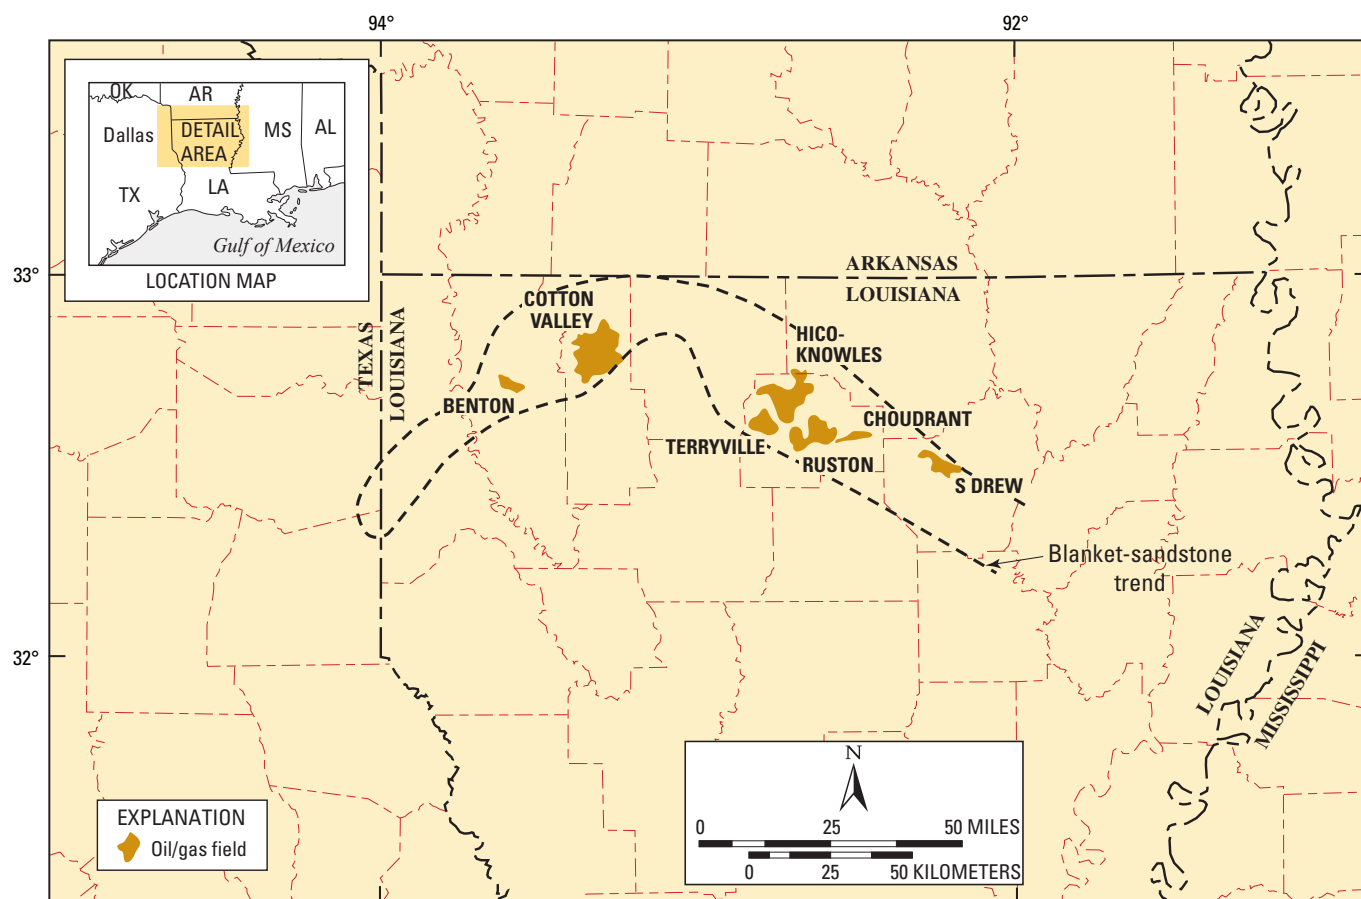 94°
92°
OK
AR
Dallas
DETAIL
AREA
MS
AL
TX
LA
Gulf of Mexico
LOCATION MAP
33°
ARKANSAS
LOUISIANA
TEXAS
LOUISIANA
COTTON
VALLEY
BENTON
HICO-
KNOWLES
CHOUDRANT
TERRYVILLE
RUSTON
S DREW
Blanket-sandstone
trend
32°
LOUISIANA
MISSISSIPPI
EXPLANATION
Oil/gas field
N
0 25 50 MILES
0 25 50 KILOMETERS